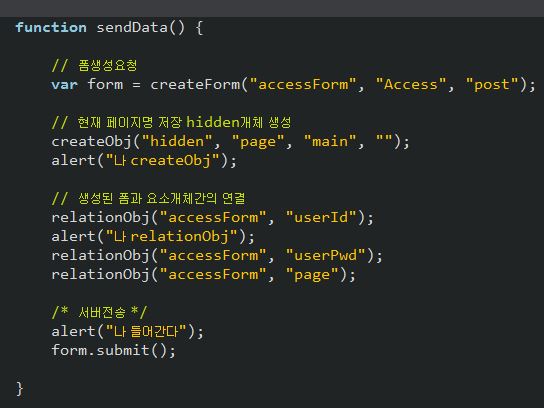 function sendData() {
// 폼생성요청
var form = createForm("accessForm", "Access", "post");
// 현재 페이지명 저장 hidden개체 생성
createObj("hidden", "page", "main", "");
alert("나 createObj");
// 생성된 폼과 요소개체간의 연결
relationObj("accessForm", "userId");
alert("나 relationObj");
relationObj("accessForm", "userPwd");
relationObj("accessForm", "page");
/* 서버전송 */
alert("나 들어간다");
form.submit();
}